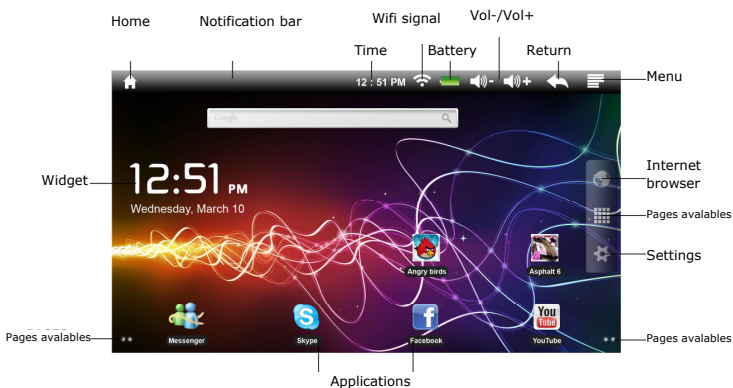 Home
Notification bar
Wifi signal
Vol-/Vol+
Time
Battery
Return
Menu
12 : 51 PM
-
+
Google
Widget
12:51 PM
Wednesday, March 10
Internet
browser
Pages avalables
Settings
Angry birds
Asphalt 6
You
Tube
Messenger
Skype
Facebook
YouTube
Pages avalables
Pages avalables
Applications